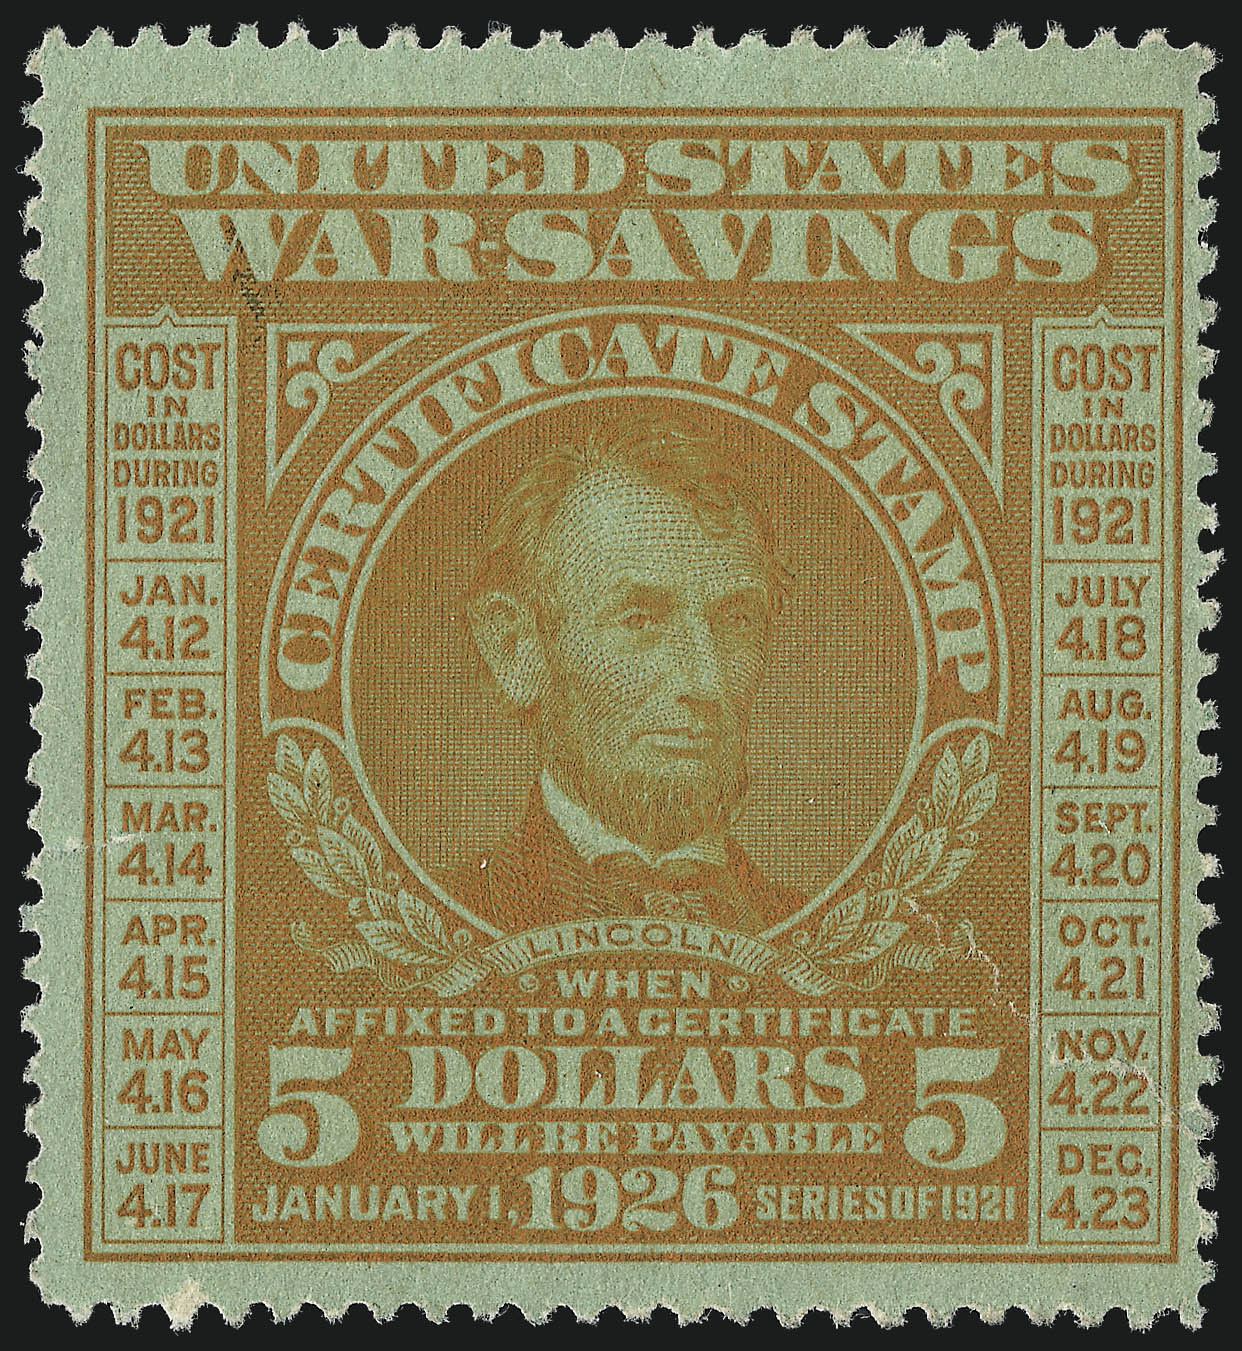 UNITED STATES
WAR-SAVINGS
CERTIFICATE STAMP
COST
IN
DOLLARS
DURING
1921
JAN.
4.12
FEB.
4.13
MAR.
4.14
APR.
4.15
MAY
4.16
JUNE
4.17
COST
IN
DOLLARS
DURING
1921
JULY
4.18
AUG.
4.19
SEPT.
4.20
OCT.
4.21
NOV.
4.22
DEC.
4.23
LINCOLN
WHEN
AFFIXED TO A CERTIFICATE
5 DOLLARS 5
WILL BE PAYABLE
JANUARY 1, 1926 SERIES OF 1921